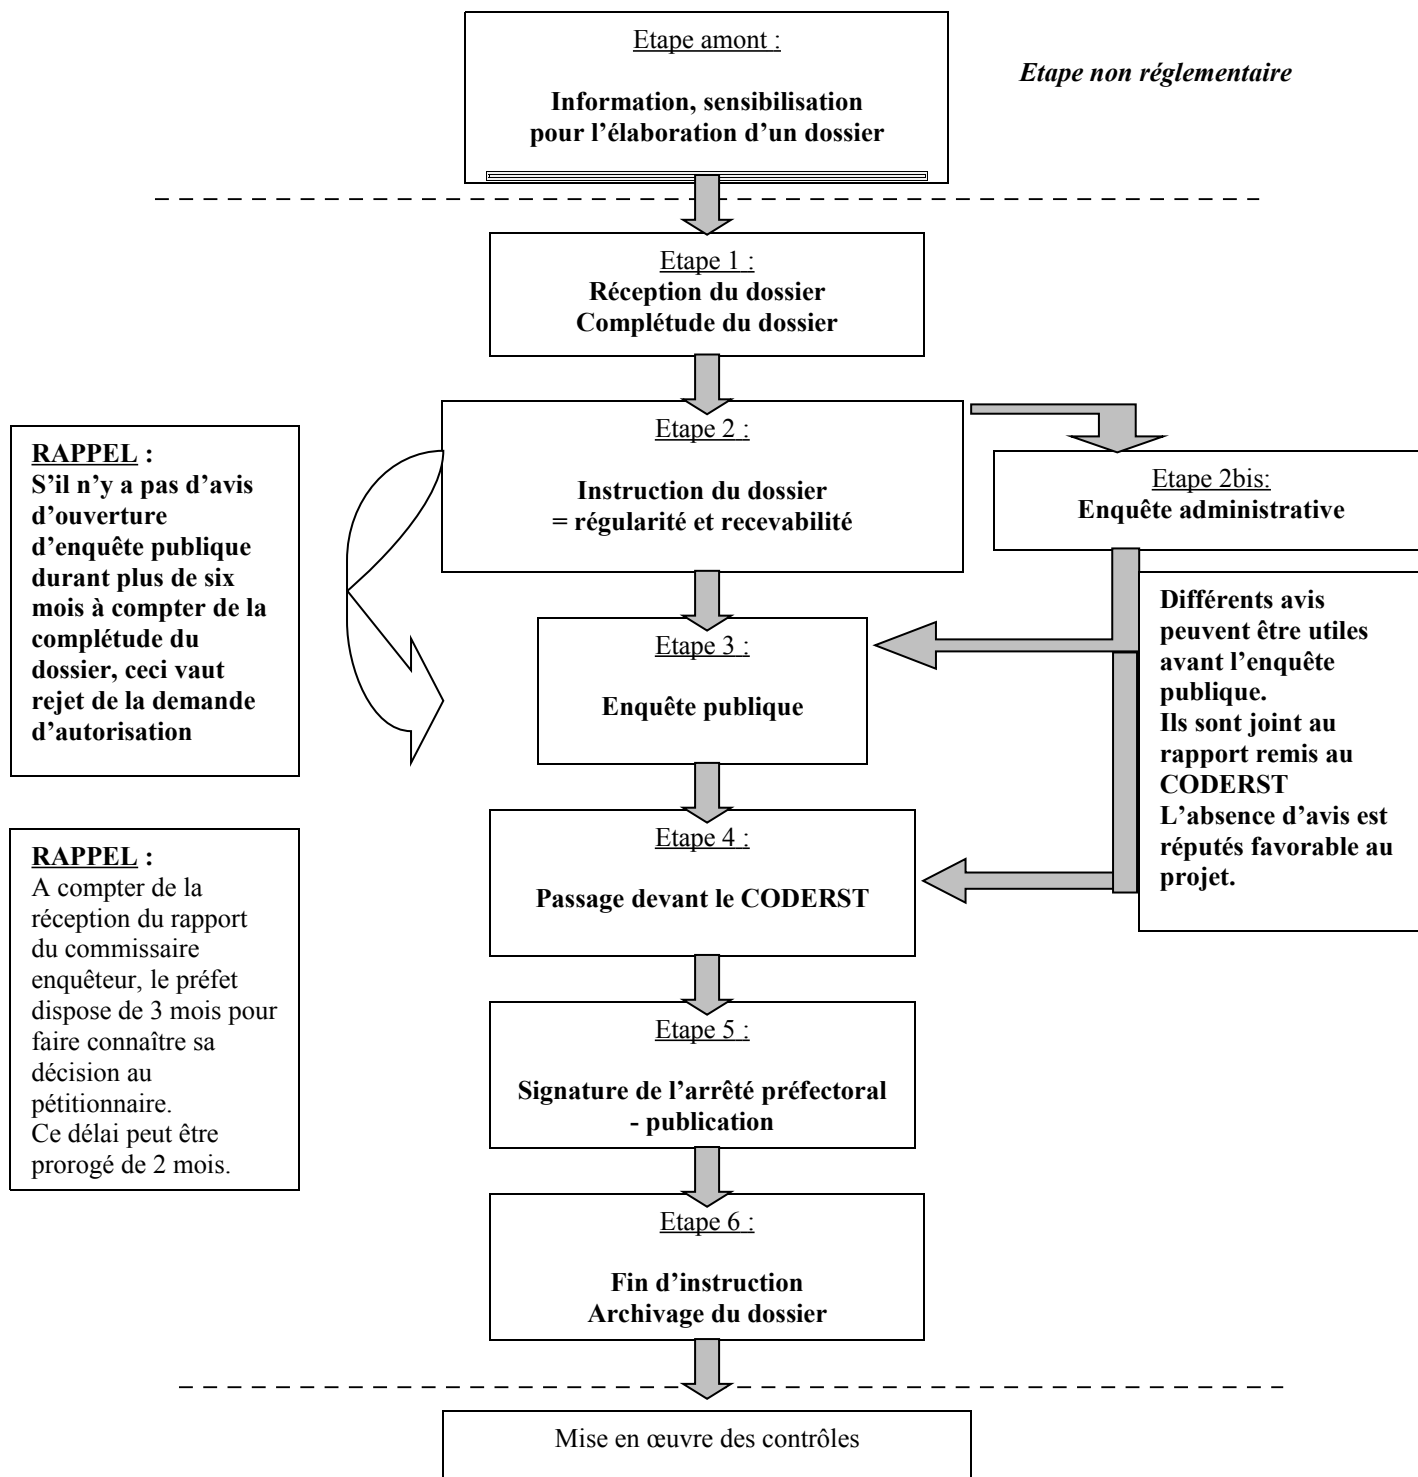 Etape amont :
Information, sensibilisation
pour l’élaboration d’un dossier
Etape non réglementaire
Etape 1 :
Réception du dossier
Complétude du dossier
Etape 2 :
Instruction du dossier
= régularité et recevabilité
Etape 2bis:
Enquête administrative
RAPPEL :
S’il n’y a pas d’avis
d’ouverture
d’enquête publique
durant plus de six
mois à compter de la
complétude du
dossier, ceci vaut
rejet de la demande
d’autorisation
Différents avis
peuvent être utiles
avant l’enquête
publique.
Ils sont joint au
rapport remis au
CODERST
L’absence d’avis est
réputés favorable au
projet.
Etape 3 :
Enquête publique
Etape 4 :
Passage devant le CODERST
RAPPEL :
A compter de la
réception du rapport
du commissaire
enquêteur, le préfet
dispose de 3 mois pour
faire connaître sa
décision au
pétitionnaire.
Ce délai peut être
prorogé de 2 mois.
Etape 5 :
Signature de l’arrêté préfectoral
- publication
Etape 6 :
Fin d’instruction
Archivage du dossier
Mise en œuvre des contrôles